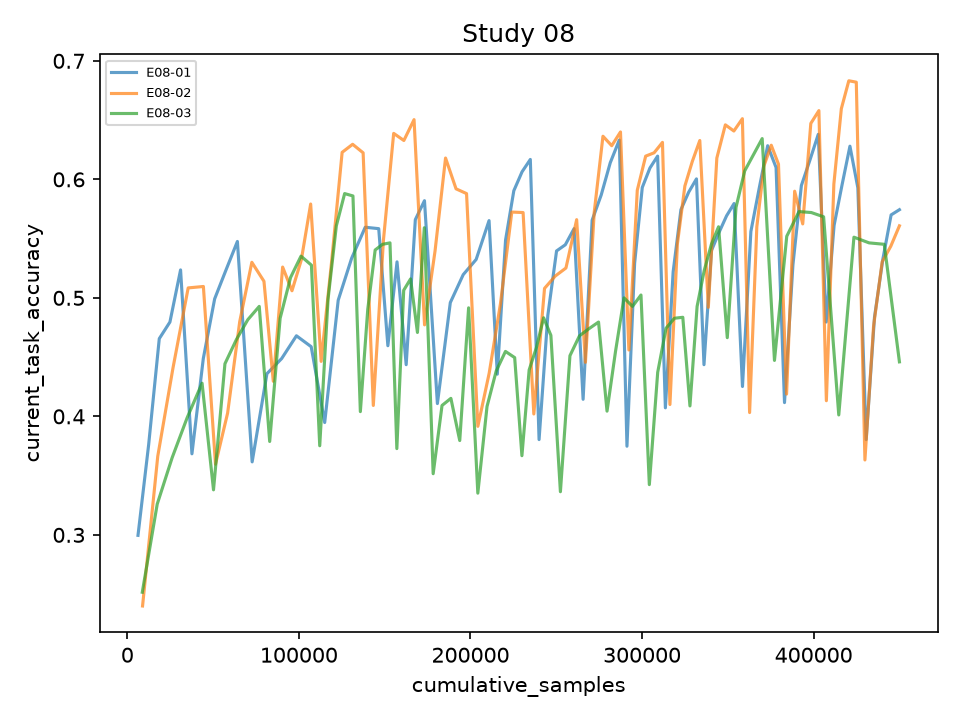 Study 08
E08-01
E08-02
E08-03
current_task_accuracy
0.7
0.6
0.5
0.4
0.3
0
100000
200000
300000
400000
cumulative_samples